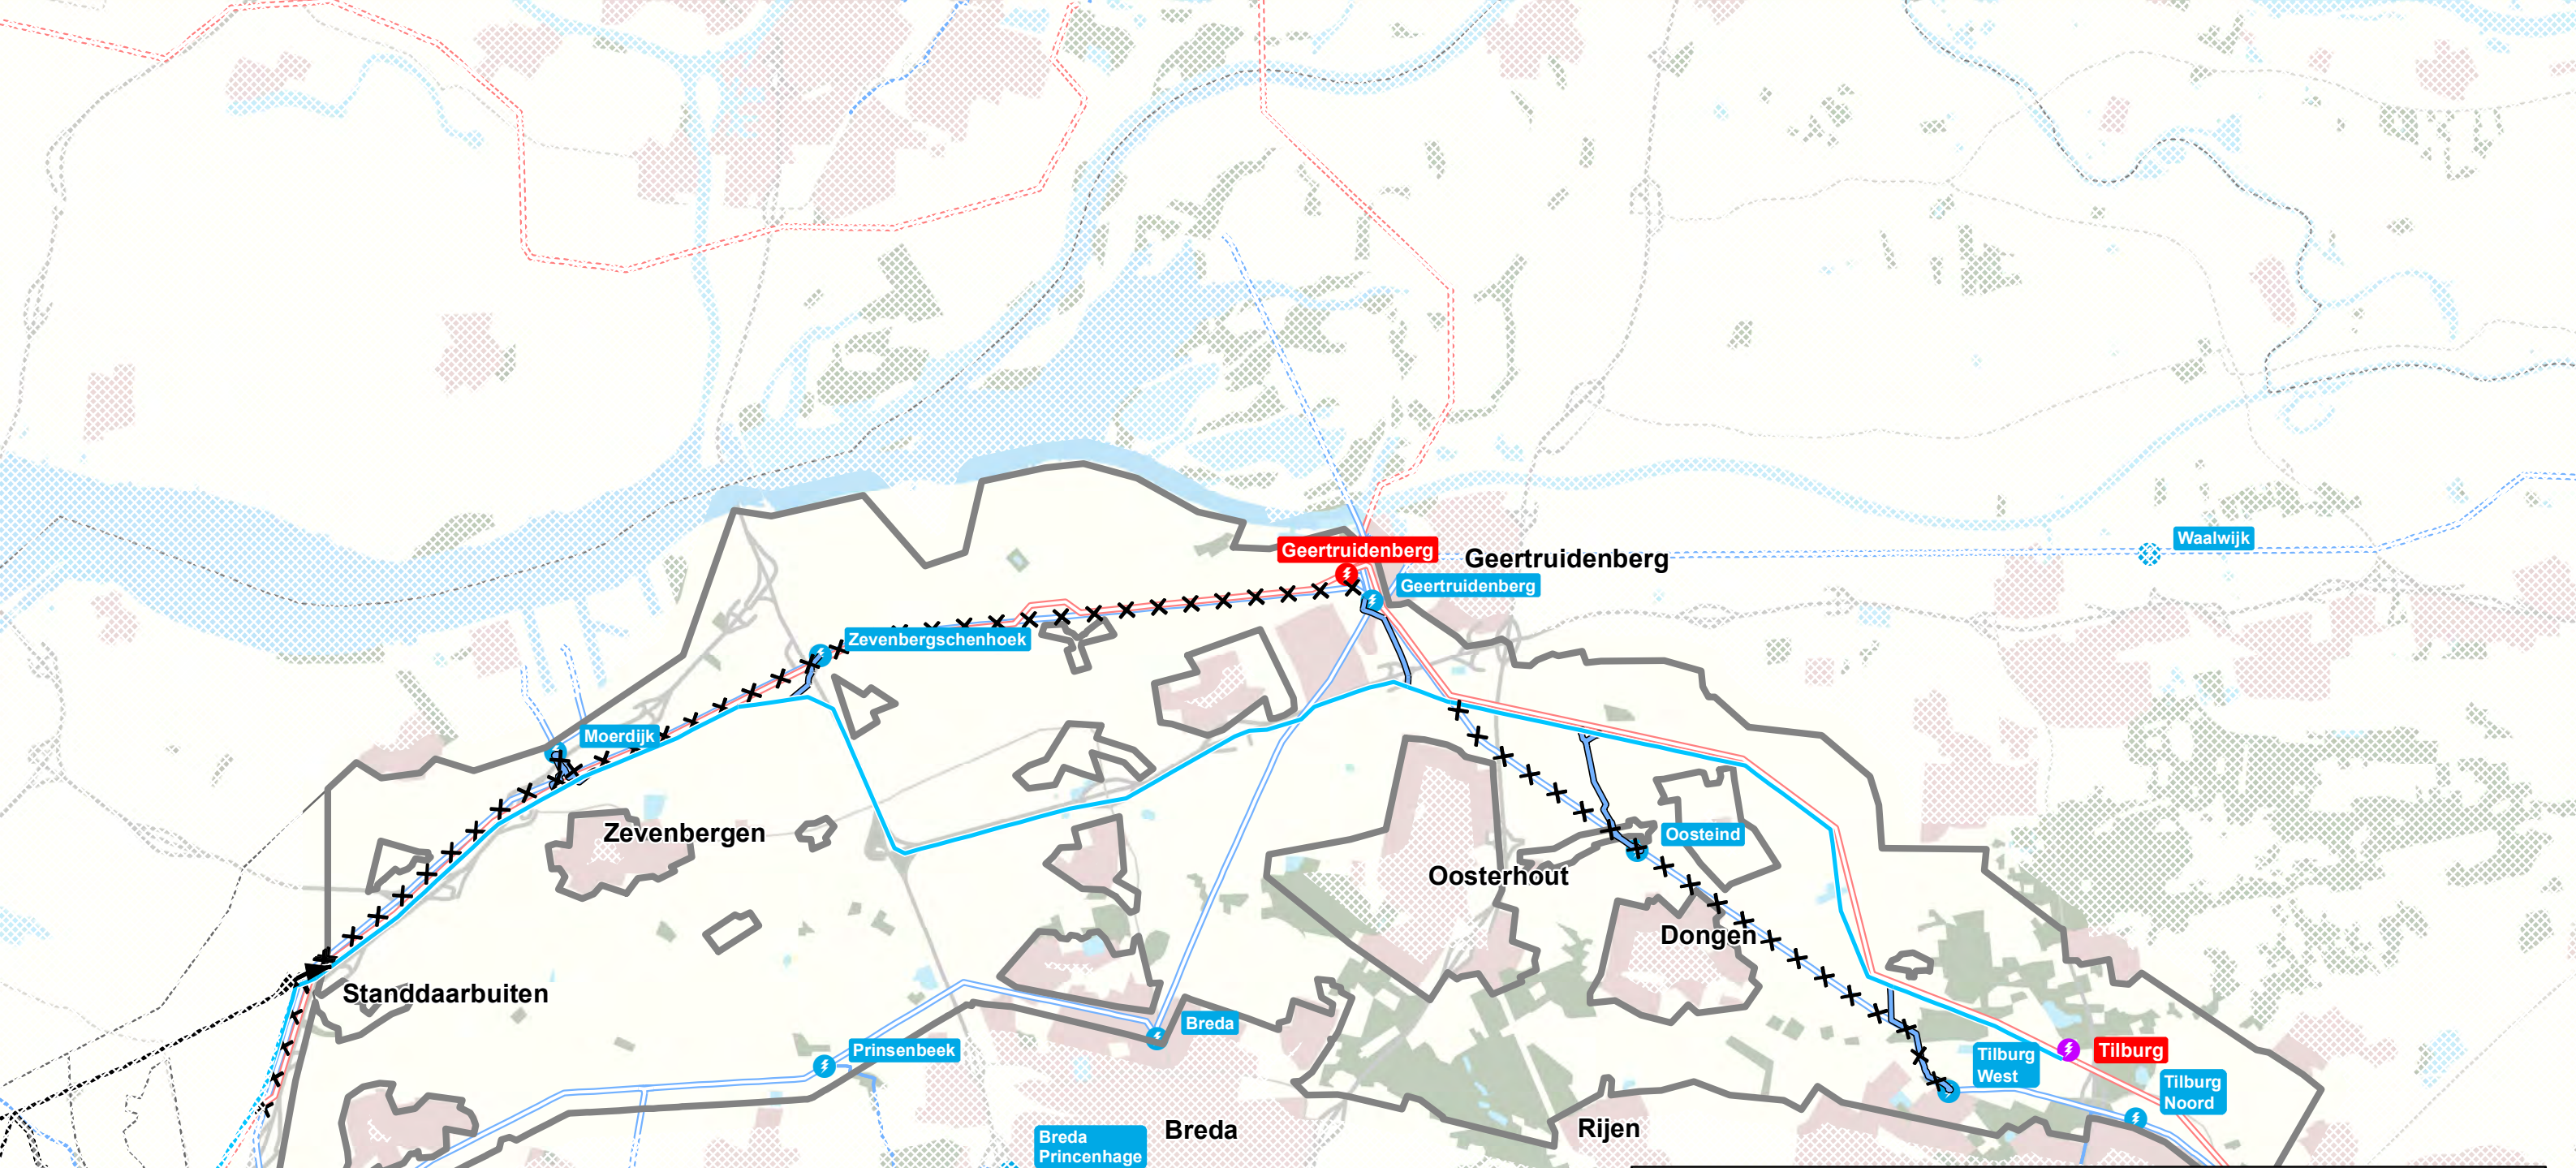 Waalwijk
Geertruidenberg
Geertruidenberg
Geertruidenberg
Zevenbergschenhoek
Moerdijk
Zevenbergen
Oosteind
Oosterhout
Dongen
Standdaarbuiten
Breda
Prinsenbeek
Tilburg
West
Tilburg
Tilburg
Noord
Breda
Princenhage
Breda
Rijen